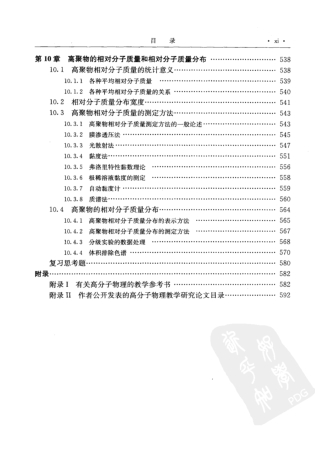 目 录 · xi ·
第10章 高聚物的相对分子质量和相对分子质量分布 …… 538
10.1 高聚物相对分子质量的统计意义 …… 538
10.1.1 各种平均相对分子质量 …… 538
10.1.2 各种平均相对分子质量的关系 …… 540
10.2 相对分子质量分布宽度 …… 541
10.3 高聚物相对分子质量的测定方法 …… 543
10.3.1 高聚物相对分子质量测定方法的一般论述 …… 543
10.3.2 膜渗透压法 …… 543
10.3.3 光散射法 …… 547
10.3.4 黏度法 …… 551
10.3.5 弗洛里特性黏数理论 …… 555
10.3.6 极稀溶液黏度的测定 …… 557
10.3.7 自动黏度计 …… 560
10.3.8 质谱法 …… 563
10.4 高聚物的相对分子质量分布 …… 564
10.4.1 高聚物相对分子质量分布的表示方法 …… 565
10.4.2 高聚物相对分子质量分布的测定方法 …… 567
10.4.3 分级实验的数据处理 …… 568
10.4.4 体积排除色谱 …… 570
复习思考题 …… 580
附录 …… 582
附录Ⅰ 有关高分子物理的教学参考书 …… 582
附录Ⅱ 作者公开发表的高分子物理教学研究论文目录 …… 592
PDG